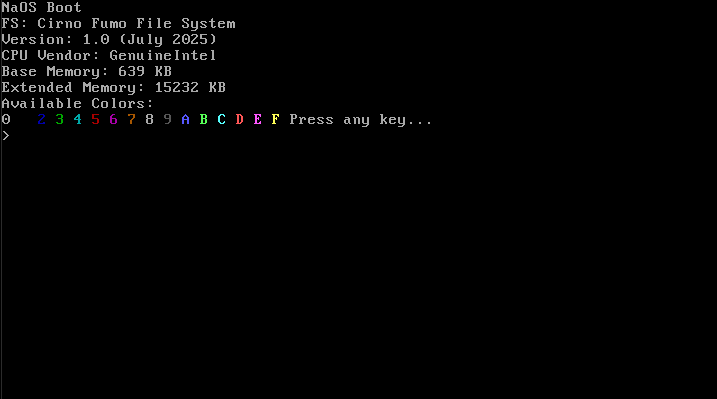 NaOS Boot
FS: Cirno Fumo File System
Version: 1.0 (July 2025)
CPU Vendor: GenuineIntel
Base Memory: 639 KB
Extended Memory: 15232 KB
Available Colors:
0   2 3 4 5 6 7 8 9 A B C D E F Press any key...
>